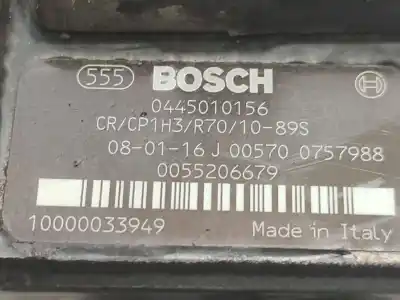 555 BOSCH
0445010156
CR/CP1H3/R70/10-89S
08-01-16 J 00570 0757988
0055206679
10000033949 Made in Italy